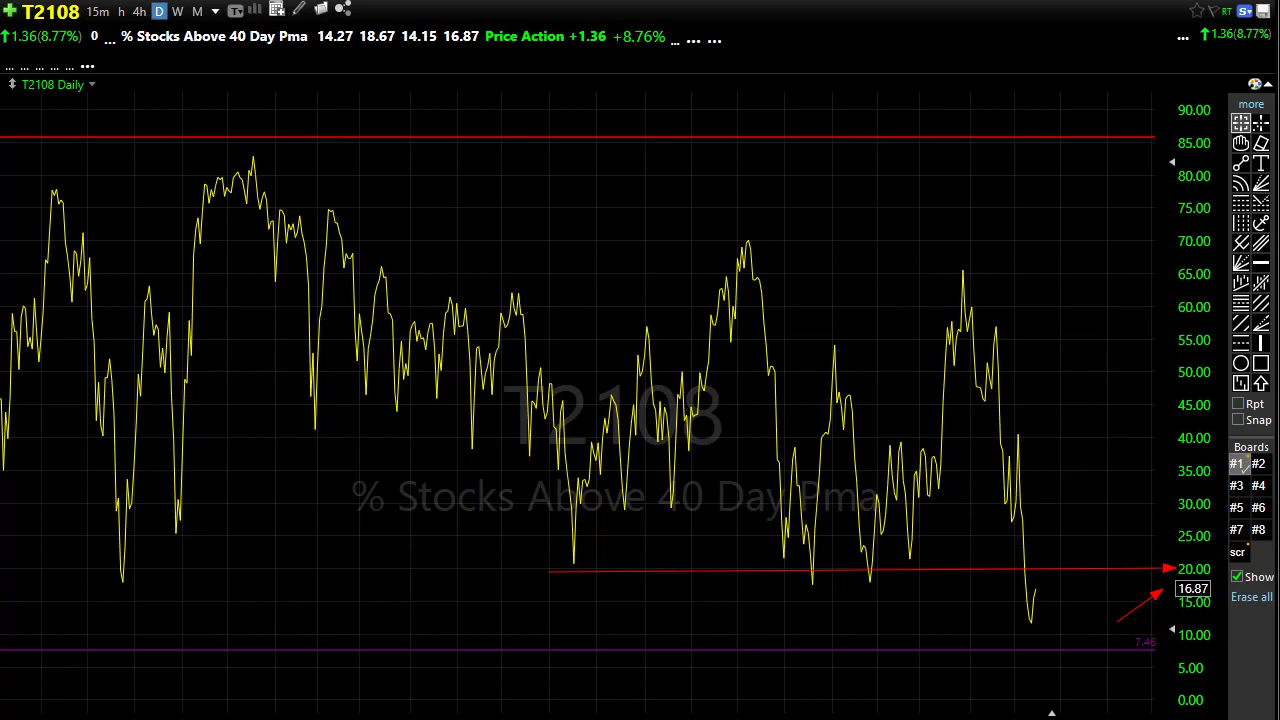 T2108 15m h 4h D W M T RT S
1.36(8.77%) 0 ... % Stocks Above 40 Day Pma 14.27 18.67 14.15 16.87 Price Action +1.36 +8.76% ... ... ... ... 1.36(8.77%)
... ... ... ... ... ...
T2108 Daily
more
90.00
85.00
80.00
75.00
70.00
65.00
60.00
55.00
50.00
45.00
40.00
35.00
30.00
25.00
20.00
16.87
15.00
10.00
7.46
5.00
0.00
T2108
% Stocks Above 40 Day Pma
Rpt
Snap
Boards
#1 #2
#3 #4
#5 #6
#7 #8
scr
Show
Erase all